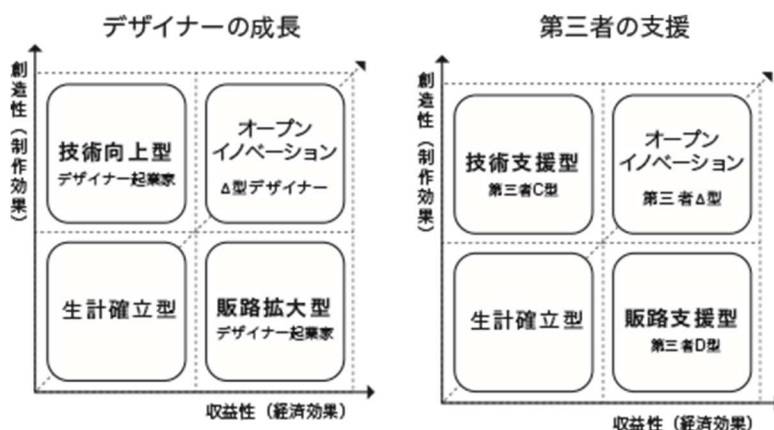 デザイナーの成長
創造性（制作効果）
技術向上型
デザイナー起業家
オープン
イノベーション
Δ型デザイナー
生計確立型
販路拡大型
デザイナー起業家
収益性（経済効果）
第三者の支援
創造性（制作効果）
技術支援型
第三者C型
オープン
イノベーション
第三者Δ型
生計確立型
販路支援型
第三者D型
収益性（経済効果）